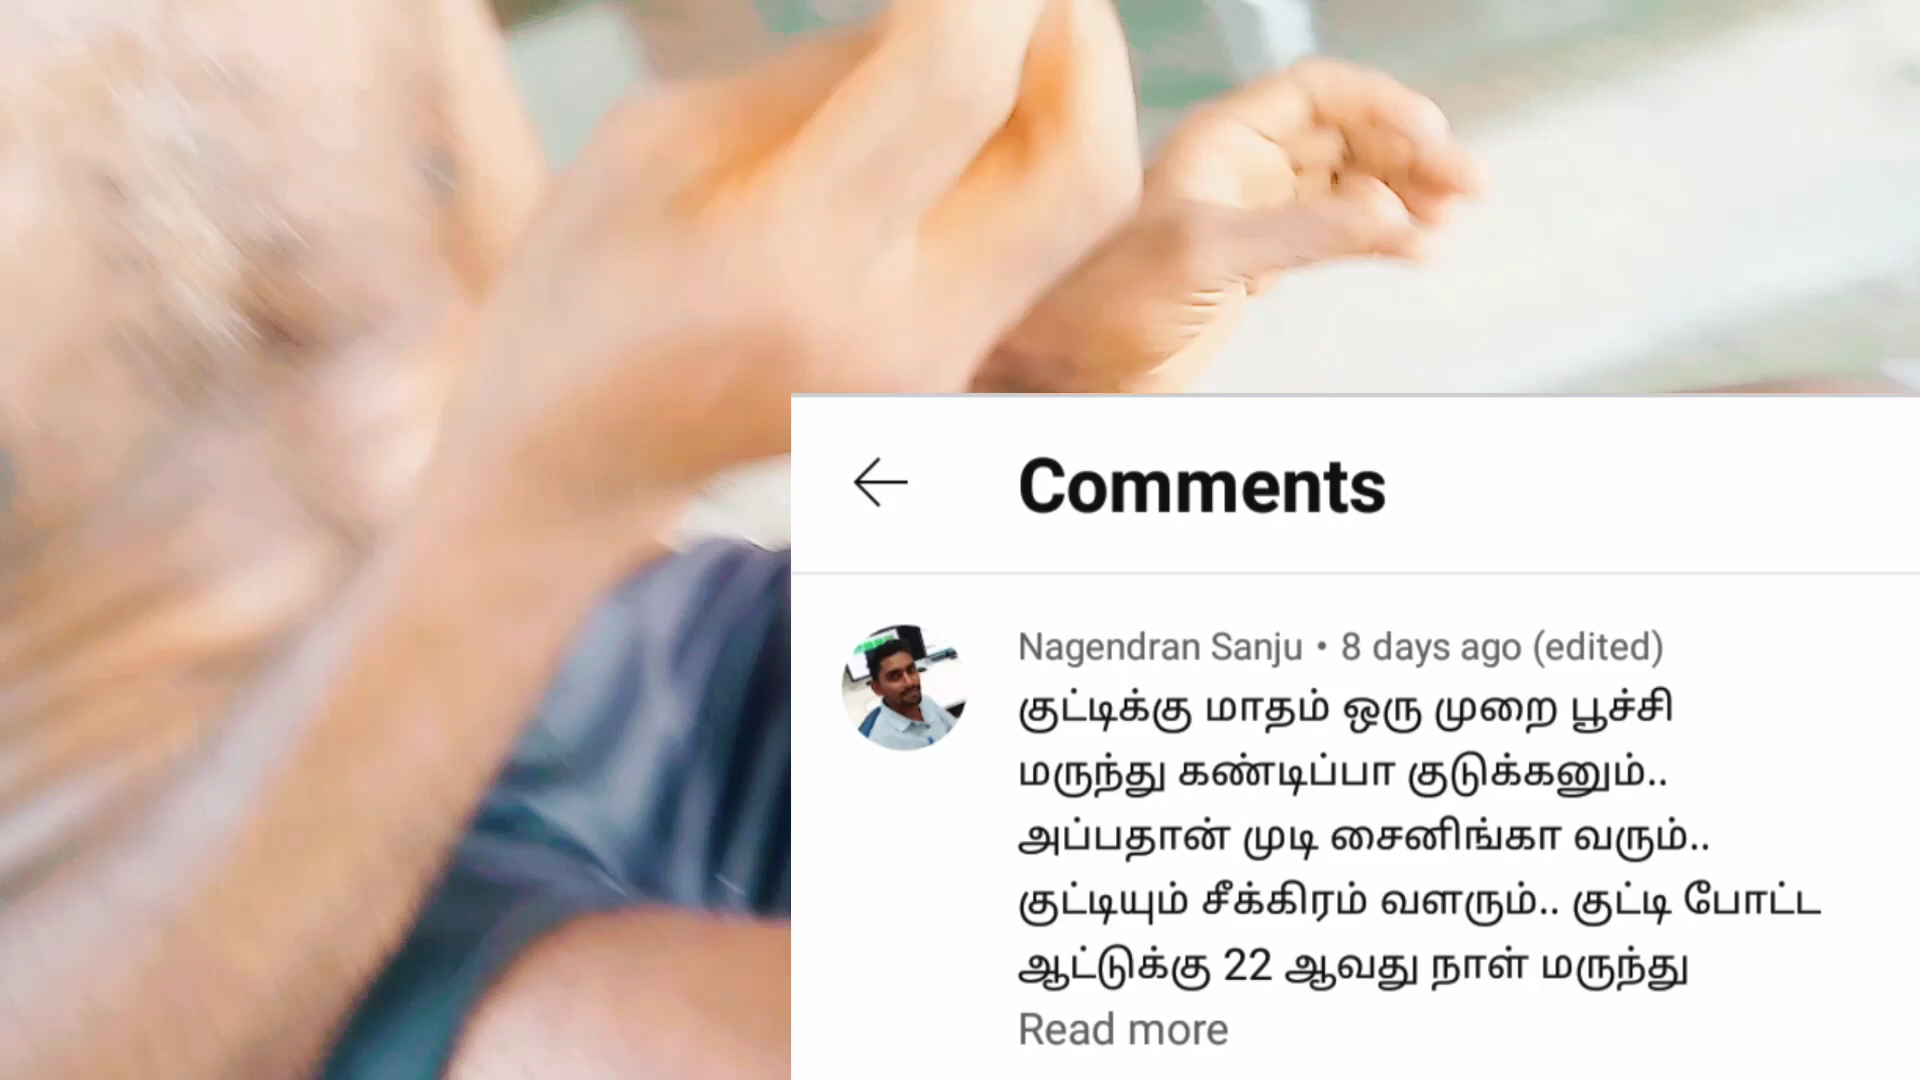 Comments
Nagendran Sanju • 8 days ago (edited)
குட்டிக்கு மாதம் ஒரு முறை பூச்சி
மருந்து கண்டிப்பா குடுக்கனும்..
அப்பதான் முடி சைனிங்கா வரும்..
குட்டியும் சீக்கிரம் வளரும்.. குட்டி போட்ட
ஆட்டுக்கு 22 ஆவது நாள் மருந்து
Read more